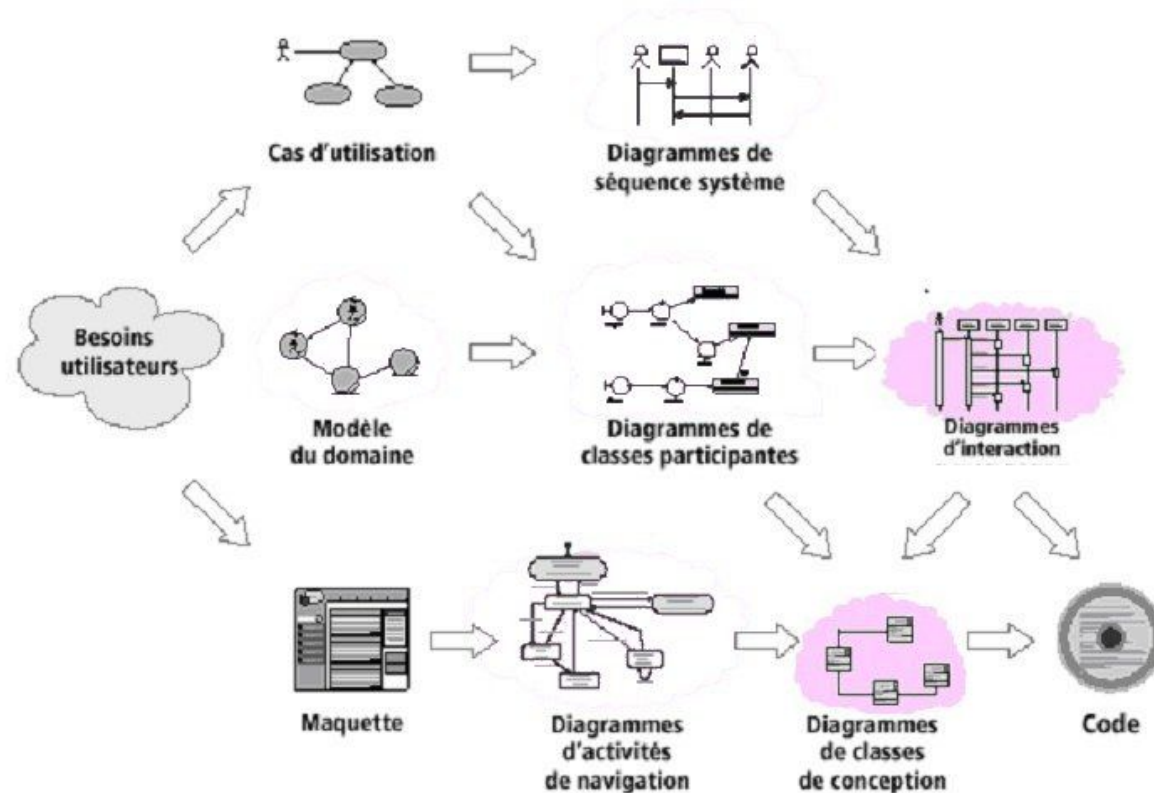 Cas d'utilisation
Diagrammes de
séquence système
Besoins
utilisateurs
Modèle
du domaine
Diagrammes de
classes participantes
Diagrammes
d'interaction
Maquette
Diagrammes
d'activités
de navigation
Diagrammes
de classes
de conception
Code